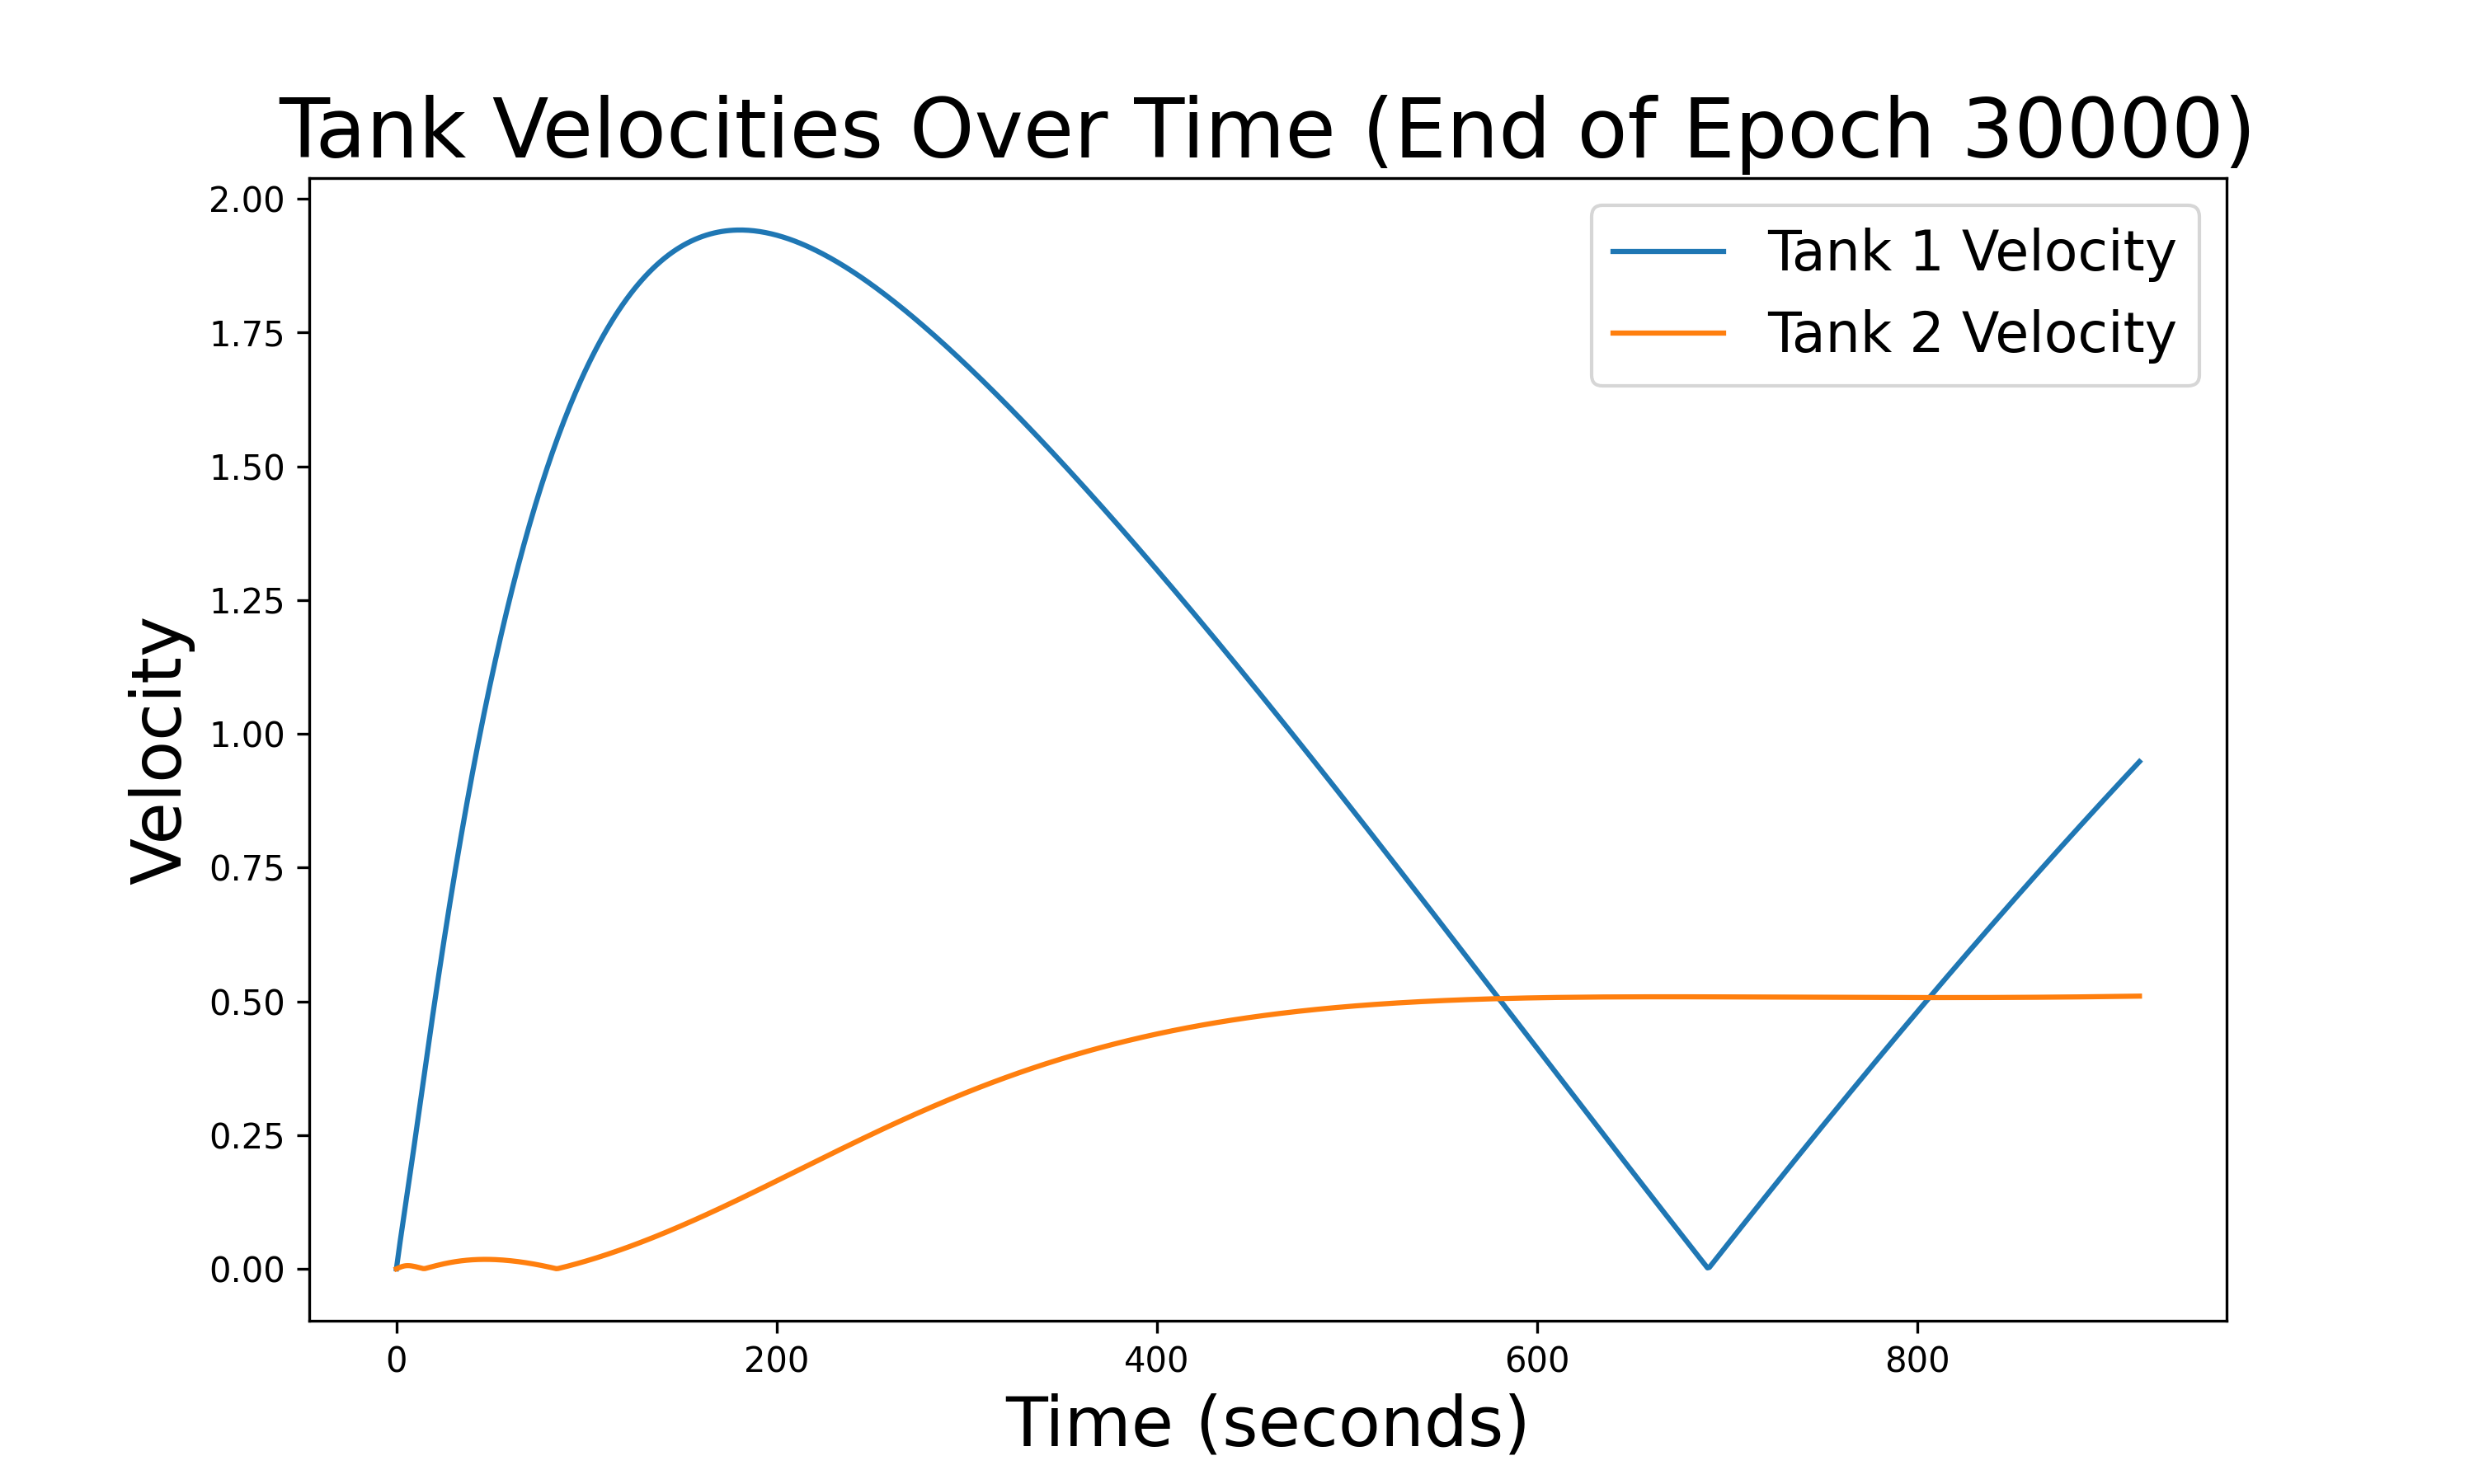 Tank Velocities Over Time (End of Epoch 30000)
Tank 1 Velocity
Tank 2 Velocity
Velocity
2.00
1.75
1.50
1.25
1.00
0.75
0.50
0.25
0.00
0 200 400 600 800
Time (seconds)